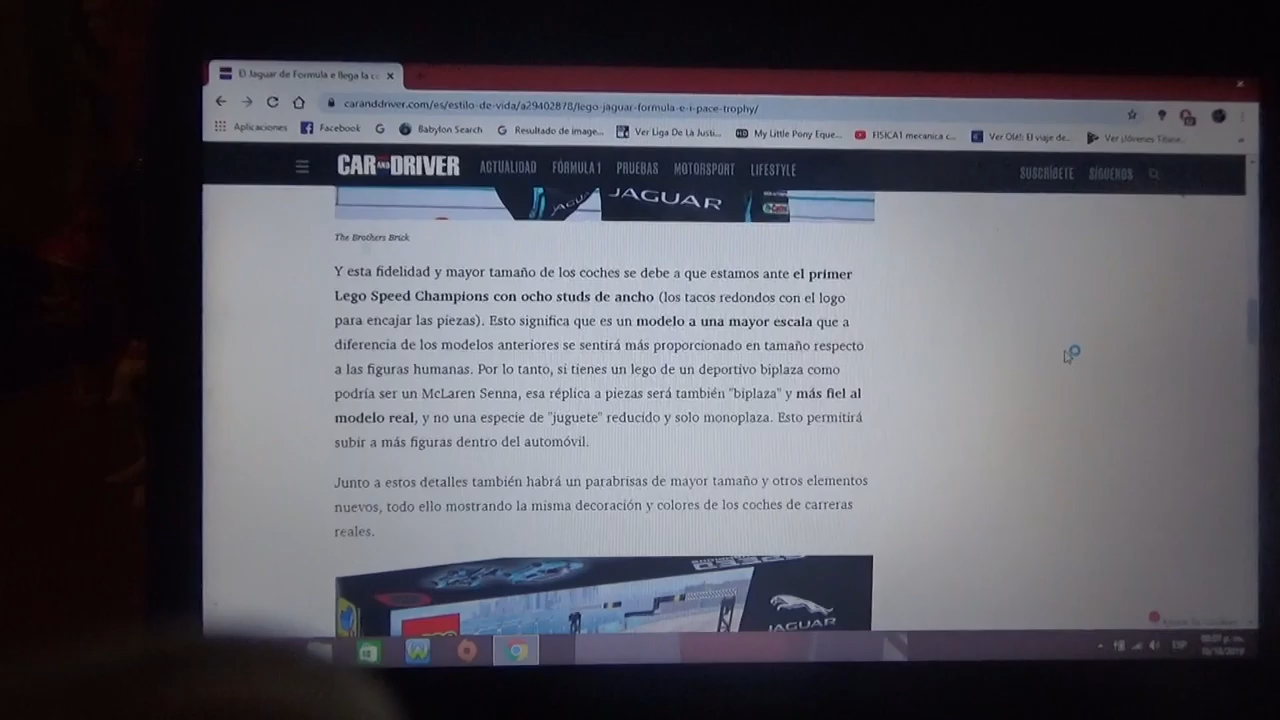 El Jaguar de Formula e llega la co
caranddriver.com/es/estilo-de-vida/a29402878/lego-jaguar-formula-e-i-pace-trophy/
Aplicaciones Facebook Babylon Search Resultado de image... Ver Liga De La Justi... My Little Pony Eque... FISICA1 mecanica c... Ver Olé!: El viaje de... Ver Jóvenes Titane...
CAR AND DRIVER ACTUALIDAD FÓRMULA 1 PRUEBAS MOTORSPORT LIFESTYLE SUSCRÍBETE SÍGUENOS
JAGUAR JAGUAR
The Brothers Brick
Y esta fidelidad y mayor tamaño de los coches se debe a que estamos ante el primer
Lego Speed Champions con ocho studs de ancho (los tacos redondos con el logo
para encajar las piezas). Esto significa que es un modelo a una mayor escala que a
diferencia de los modelos anteriores se sentirá más proporcionado en tamaño respecto
a las figuras humanas. Por lo tanto, si tienes un lego de un deportivo biplaza como
podría ser un McLaren Senna, esa réplica a piezas será también "biplaza" y más fiel al
modelo real, y no una especie de "juguete" reducido y solo monoplaza. Esto permitirá
subir a más figuras dentro del automóvil.
Junto a estos detalles también habrá un parabrisas de mayor tamaño y otros elementos
nuevos, todo ello mostrando la misma decoración y colores de los coches de carreras
reales.
SPEED
JAGUAR
ESP